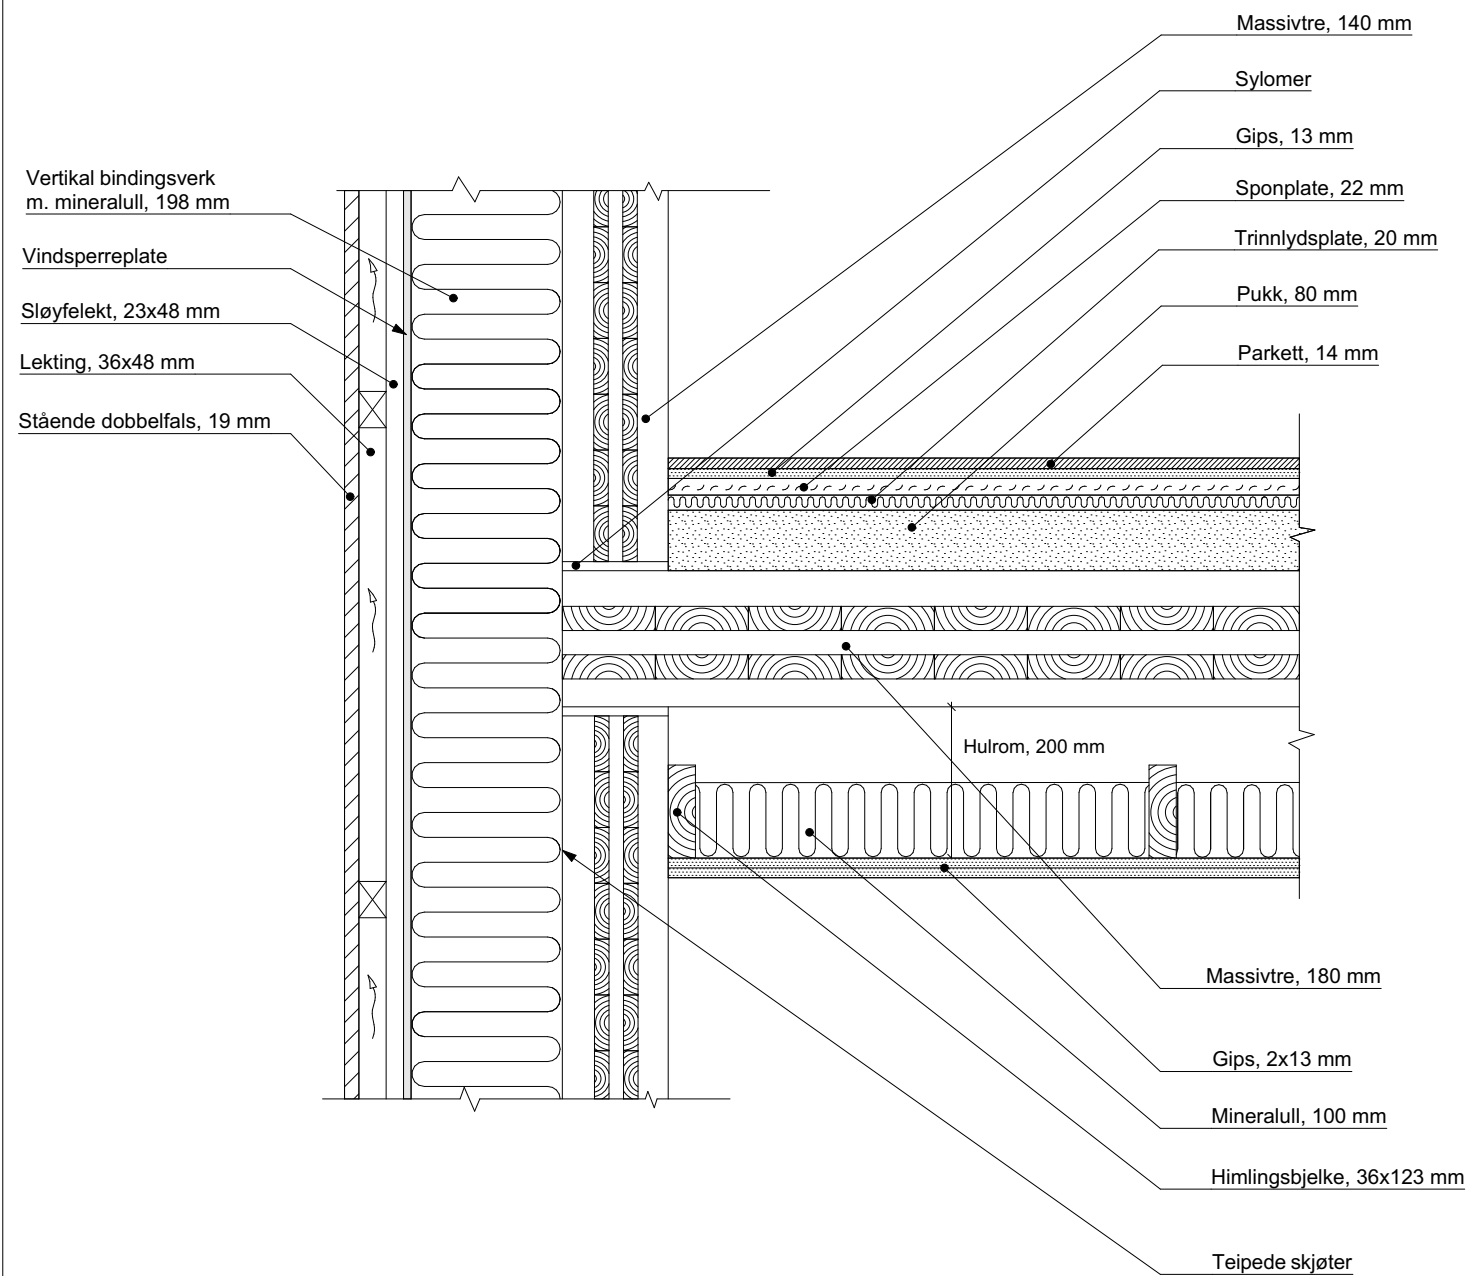 Massivtre, 140 mm
Sylomer
Gips, 13 mm
Sponplate, 22 mm
Trinnlydsplate, 20 mm
Pukk, 80 mm
Parkett, 14 mm
Vertikal bindingsverk
m. mineralull, 198 mm
Vindsperreplate
Sløyfelekt, 23x48 mm
Lekting, 36x48 mm
Stående dobbelfals, 19 mm
Hulrom, 200 mm
Massivtre, 180 mm
Gips, 2x13 mm
Mineralull, 100 mm
Himlingsbjelke, 36x123 mm
Teipede skjøter